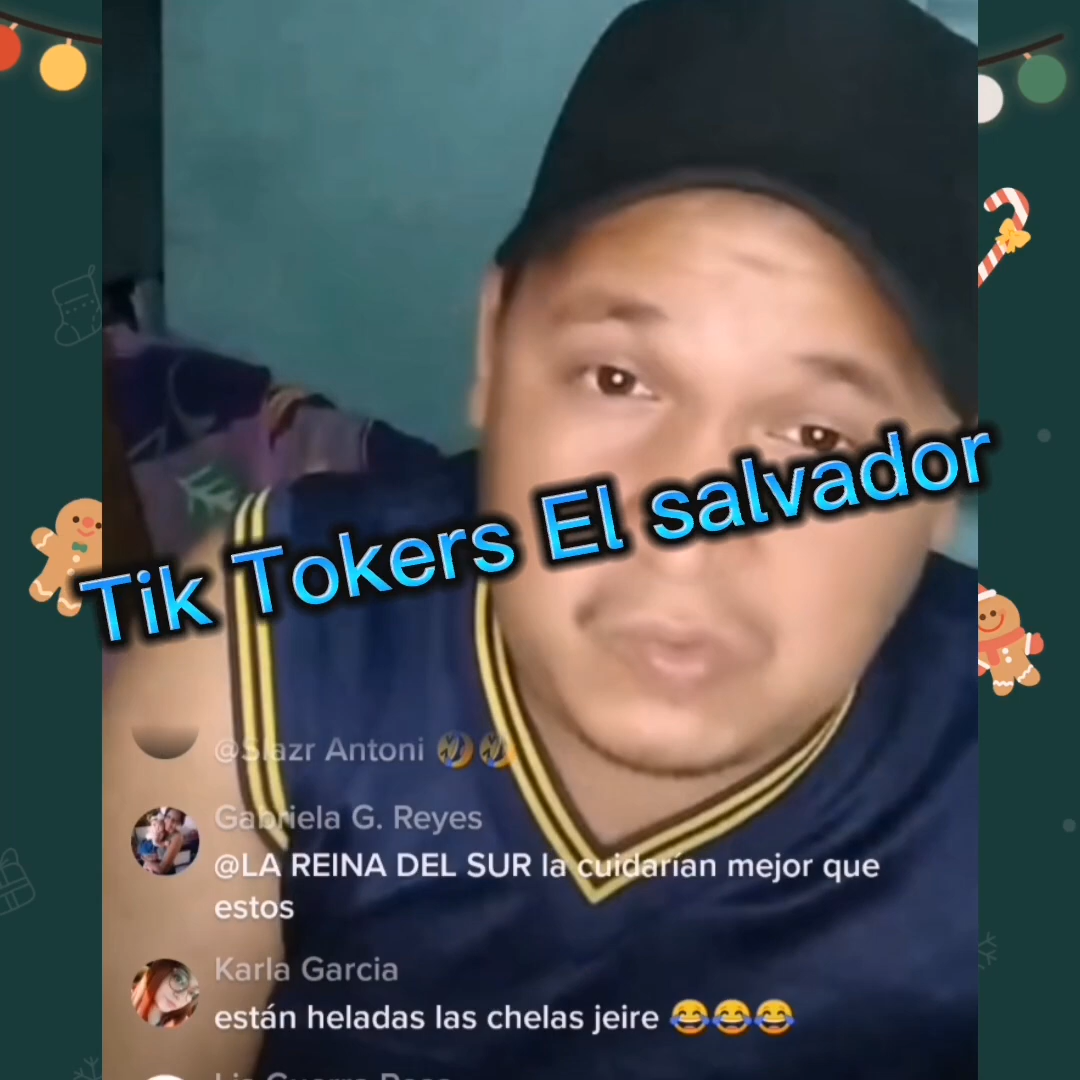 Tik Tokers El salvador
@Slazr Antoni 🤣🤣
Gabriela G. Reyes
@LA REINA DEL SUR la cuidarían mejor que
estos
Karla Garcia
están heladas las chelas jeire 😂😂😂